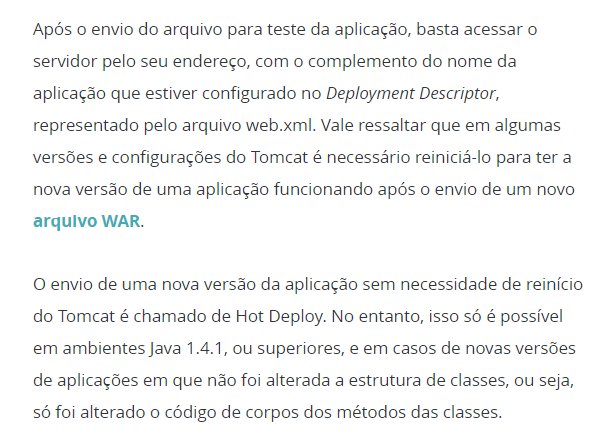 Após o envio do arquivo para teste da aplicação, basta acessar o
servidor pelo seu endereço, com o complemento do nome da
aplicação que estiver configurado no Deployment Descriptor,
representado pelo arquivo web.xml. Vale ressaltar que em algumas
versões e configurações do Tomcat é necessário reiniciá-lo para ter a
nova versão de uma aplicação funcionando após o envio de um novo
arquivo WAR.
O envio de uma nova versão da aplicação sem necessidade de reinício
do Tomcat é chamado de Hot Deploy. No entanto, isso só é possível
em ambientes Java 1.4.1, ou superiores, e em casos de novas versões
de aplicações em que não foi alterada a estrutura de classes, ou seja,
só foi alterado o código de corpos dos métodos das classes.